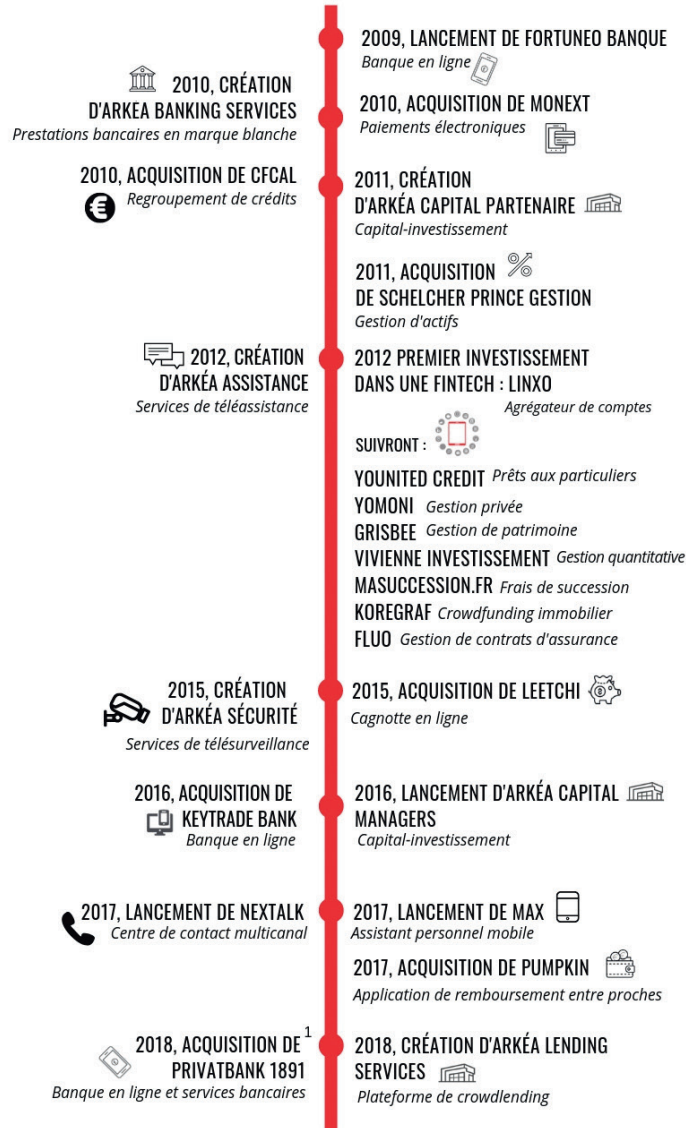 2009, LANCEMENT DE FORTUNEO BANQUE
Banque en ligne
2010, CRÉATION
D'ARKEA BANKING SERVICES
Prestations bancaires en marque blanche
2010, ACQUISITION DE MONEXT
Paiements électroniques
2010, ACQUISITION DE CFCAL
Regroupement de crédits
2011, CRÉATION
D'ARKÉA CAPITAL PARTENAIRE
Capital-investissement
2011, ACQUISITION
DE SCHELCHER PRINCE GESTION
Gestion d'actifs
2012, CRÉATION
D'ARKÉA ASSISTANCE
Services de téléassistance
2012 PREMIER INVESTISSEMENT
DANS UNE FINTECH : LINXO
Agrégateur de comptes
SUIVRONT :
YOUNITED CREDIT Prêts aux particuliers
YOMONI Gestion privée
GRISBEE Gestion de patrimoine
VIVIENNE INVESTISSEMENT Gestion quantitative
MASUCCESSION.FR Frais de succession
KOREGRAF Crowdfunding immobilier
FLUO Gestion de contrats d'assurance
2015, CRÉATION
D'ARKÉA SÉCURITÉ
Services de télésurveillance
2015, ACQUISITION DE LEETCHI
Cagnotte en ligne
2016, ACQUISITION DE
KEYTRADE BANK
Banque en ligne
2016, LANCEMENT D'ARKÉA CAPITAL
MANAGERS
Capital-investissement
2017, LANCEMENT DE NEXTALK
Centre de contact multicanal
2017, LANCEMENT DE MAX
Assistant personnel mobile
2017, ACQUISITION DE PUMPKIN
Application de remboursement entre proches
2018, ACQUISITION DE 1
PRIVATBANK 1891
Banque en ligne et services bancaires
2018, CRÉATION D'ARKÉA LENDING
SERVICES
Plateforme de crowdlending